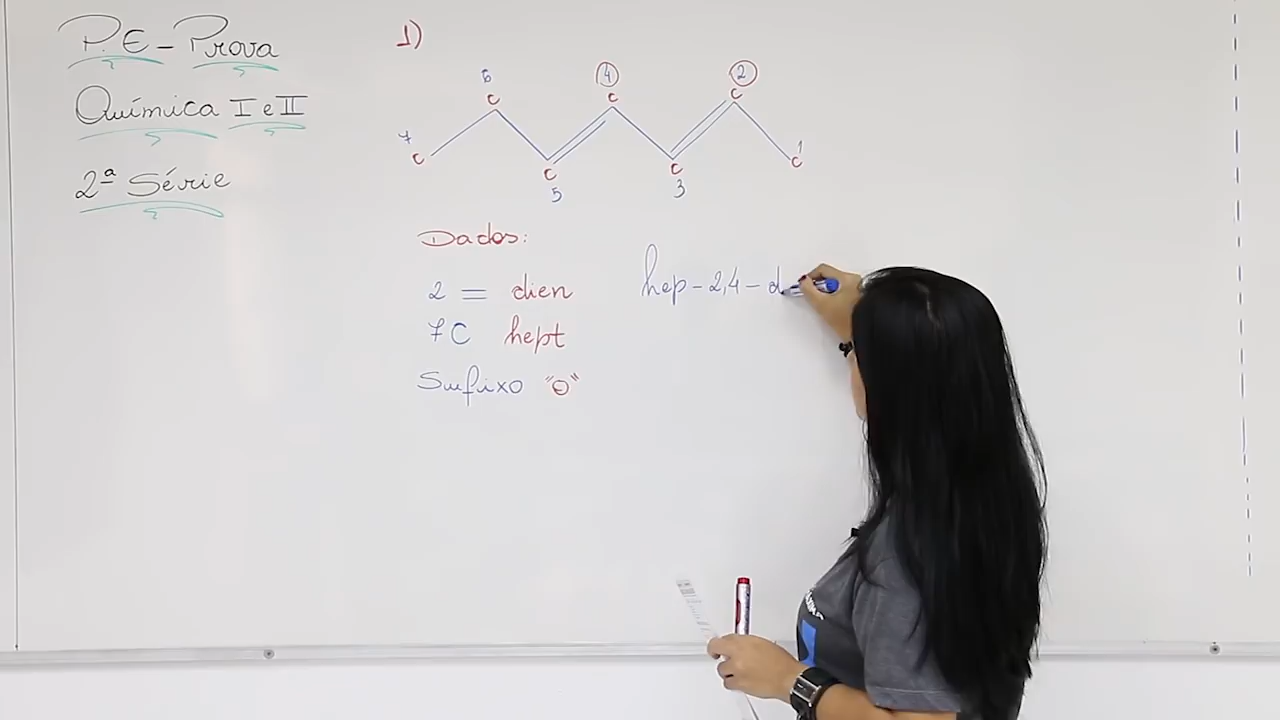 P.E - Prova
Química I e II
2ª Série
1)
6
4
2
C
C
C
7
1
C
C
C
C
5
3
Dados:
2 = dien
7C hept
Sufixo "o"
hep - 2,4 - d